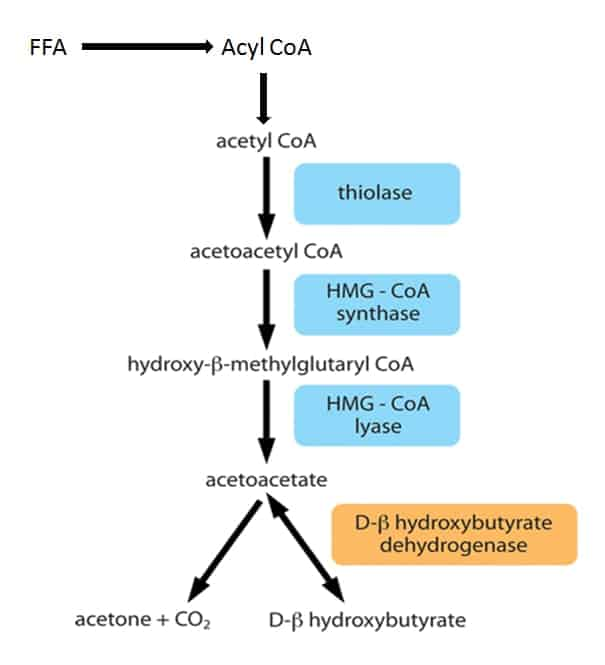 FFA
Acyl CoA
acetyl CoA
thiolase
acetoacetyl CoA
HMG - CoA
synthase
hydroxy-β-methylglutaryl CoA
HMG - CoA
lyase
acetoacetate
D-β hydroxybutyrate
dehydrogenase
acetone + CO₂
D-β hydroxybutyrate